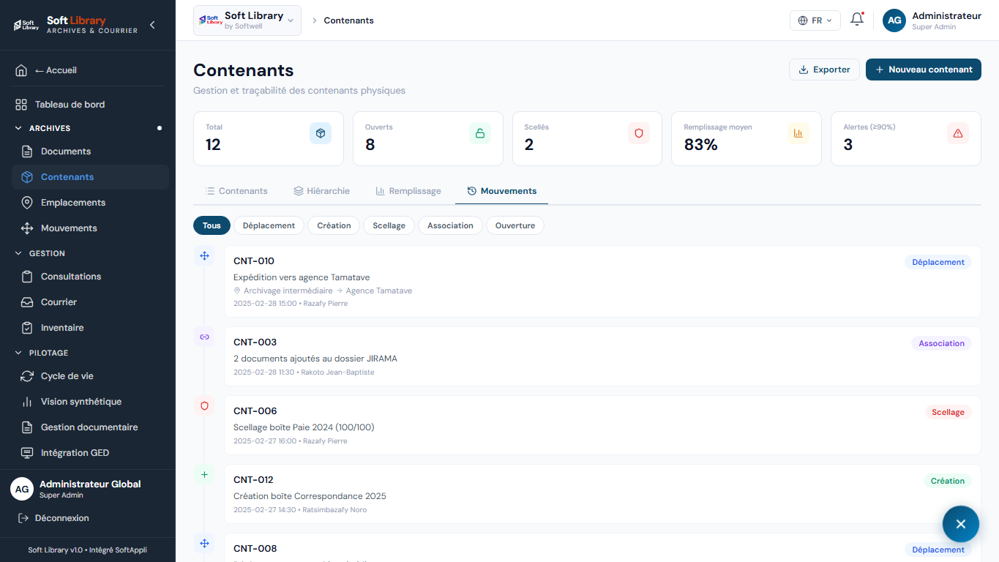 Soft Library
Soft Library
ARCHIVES & COURRIER
← Accueil
Tableau de bord
ARCHIVES
Documents
Contenants
Emplacements
Mouvements
GESTION
Consultations
Courrier
Inventaire
PILOTAGE
Cycle de vie
Vision synthétique
Gestion documentaire
Intégration GED
AG
Administrateur Global
Super Admin
Déconnexion
Soft Library v1.0 • Intégré SoftAppli
Soft Library
Soft Library
by Softwell
Contenants
FR
AG
Administrateur
Super Admin
Contenants
Gestion et traçabilité des contenants physiques
Exporter
Nouveau contenant
Total
12
Ouverts
8
Scellés
2
Remplissage moyen
83%
Alertes (≥90%)
3
Contenants
Hiérarchie
Remplissage
Mouvements
Tous
Déplacement
Création
Scellage
Association
Ouverture
CNT-010
Déplacement
Expédition vers agence Tamatave
Archivage intermédiaire → Agence Tamatave
2025-02-28 15:00 • Razafy Pierre
CNT-003
Association
2 documents ajoutés au dossier JIRAMA
2025-02-28 11:30 • Rakoto Jean-Baptiste
CNT-006
Scellage
Scellage boîte Paie 2024 (100/100)
2025-02-27 16:00 • Razafy Pierre
CNT-012
Création
Création boîte Correspondance 2025
2025-02-27 14:30 • Ratsimbazafy Noro
CNT-008
Déplacement